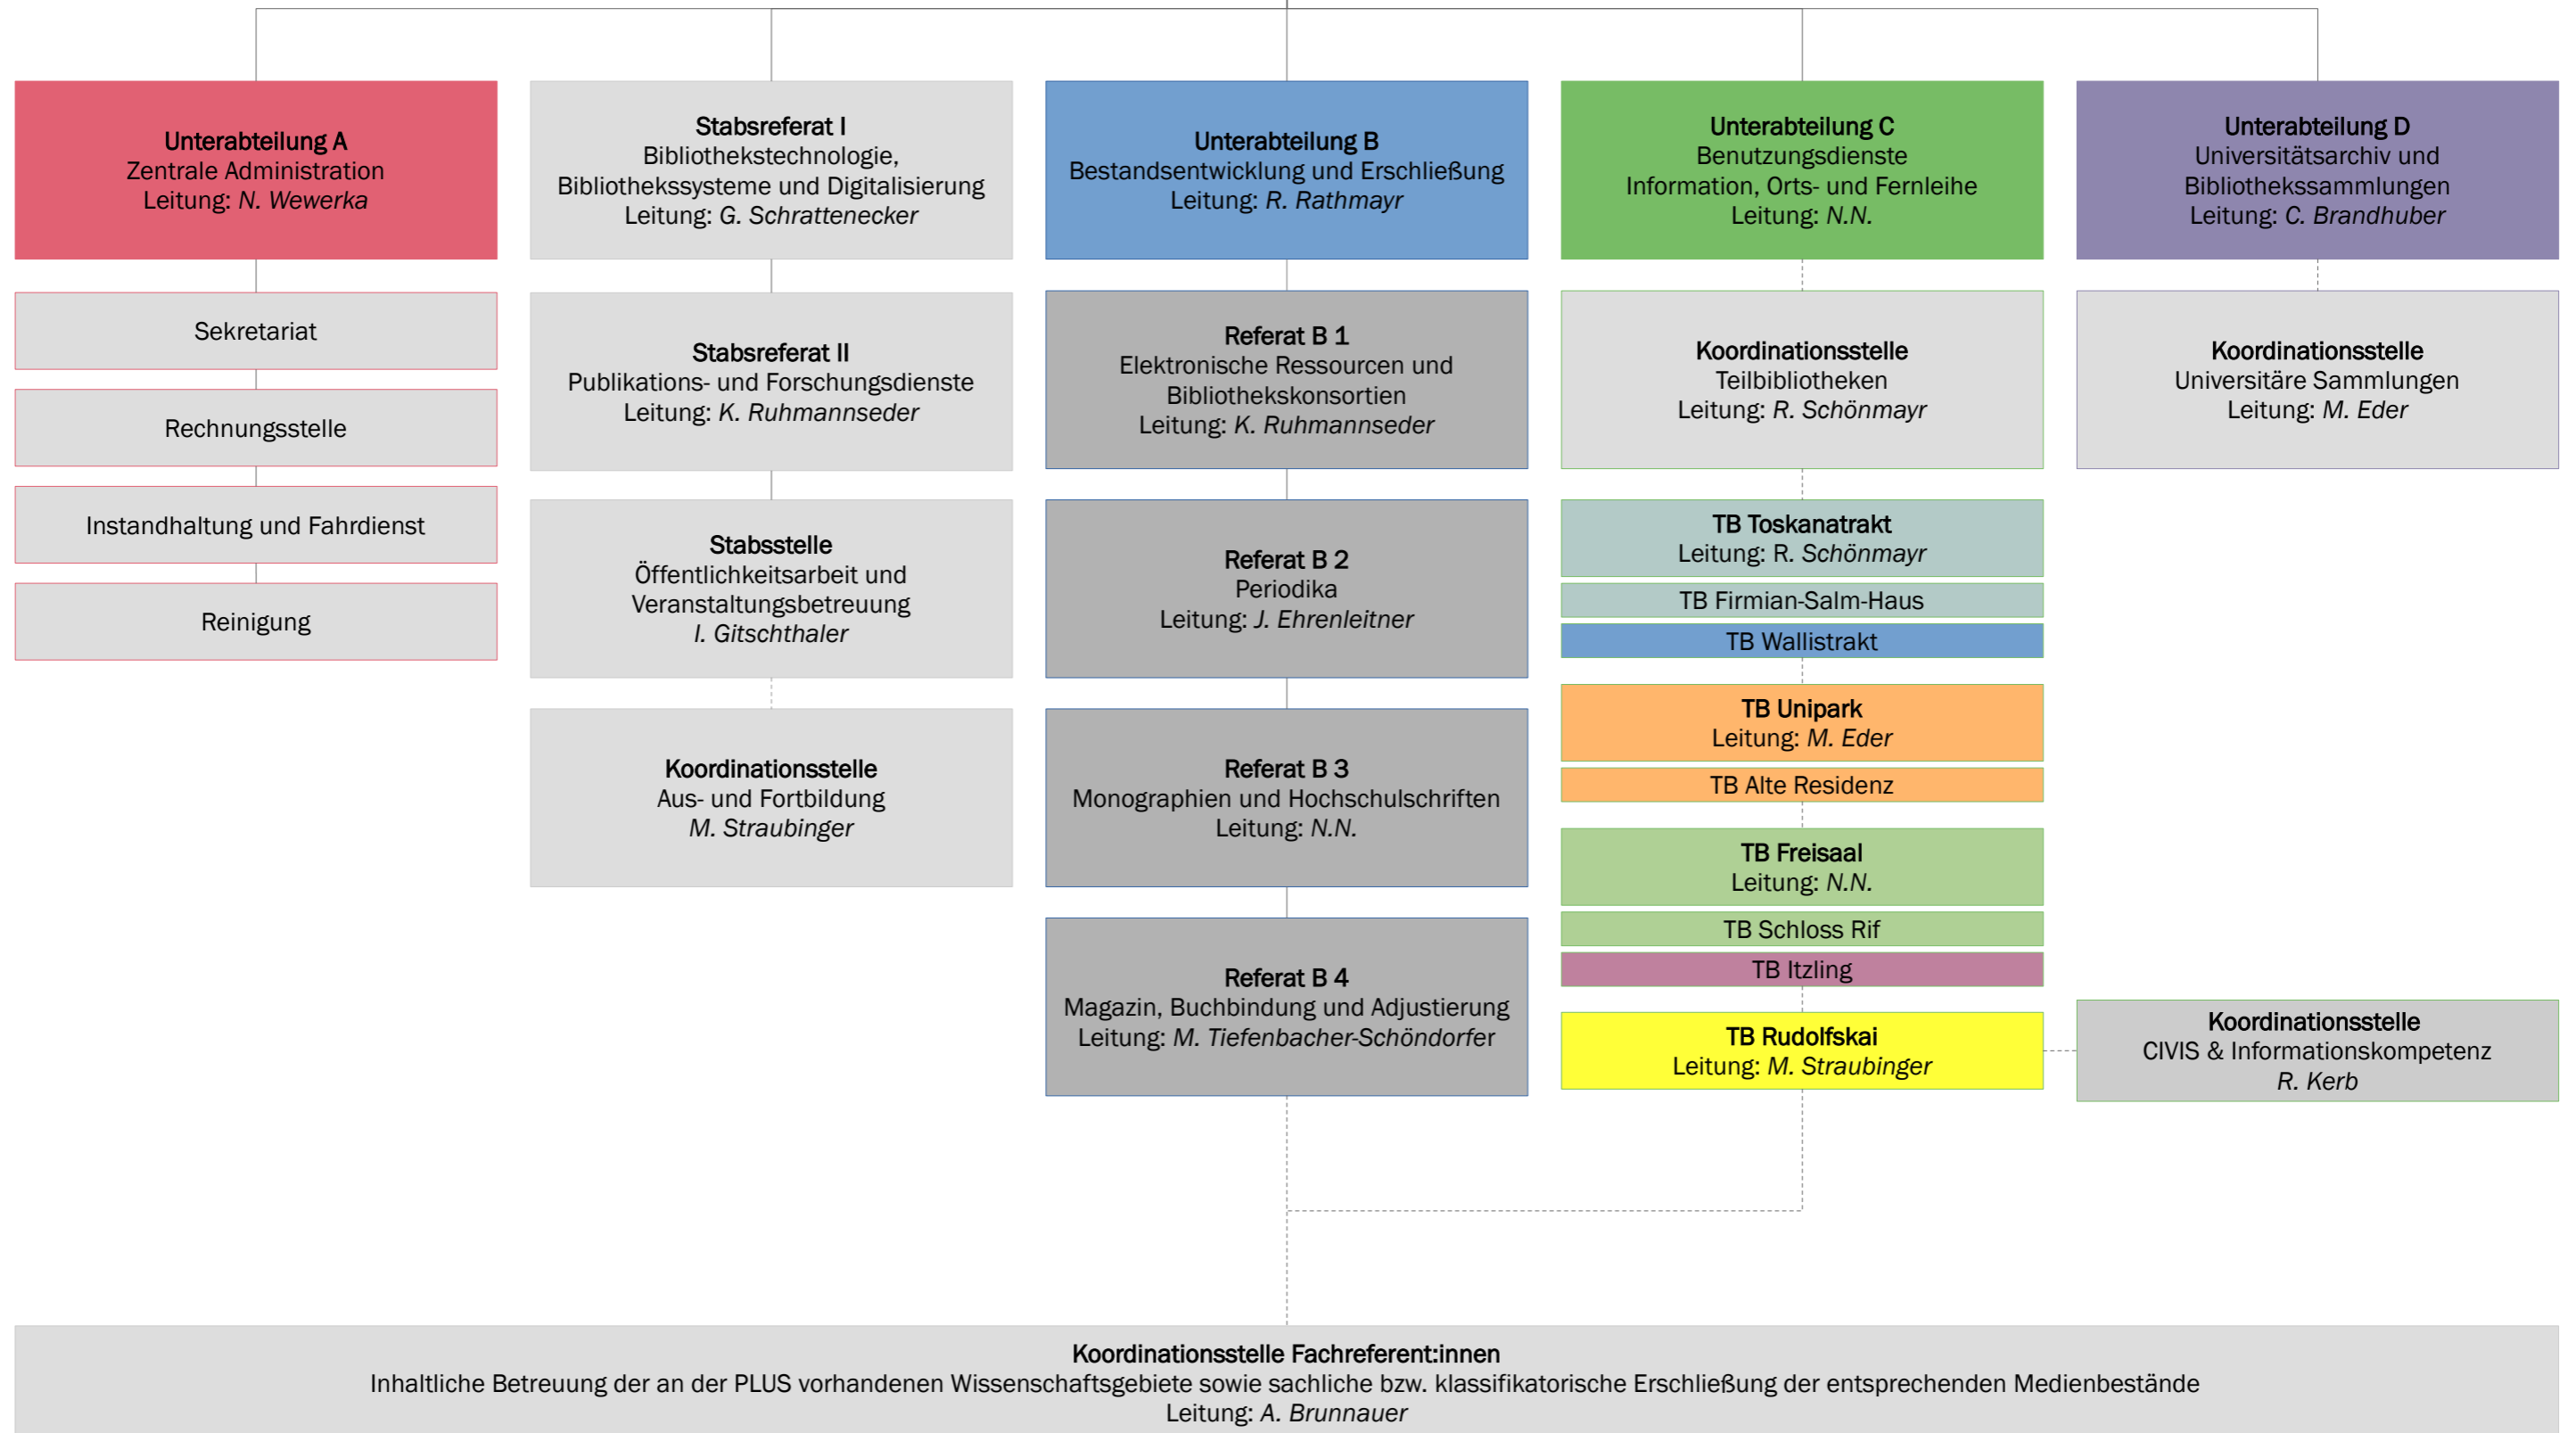 Unterabteilung A
Zentrale Administration
Leitung: N. Wewerka
Sekretariat
Rechnungsstelle
Instandhaltung und Fahrdienst
Reinigung
Stabsreferat I
Bibliothekstechnologie,
Bibliothekssysteme und Digitalisierung
Leitung: G. Schrattenecker
Stabsreferat II
Publikations- und Forschungsdienste
Leitung: K. Ruhmannseder
Stabsstelle
Öffentlichkeitsarbeit und
Veranstaltungsbetreuung
I. Gitschthaler
Koordinationsstelle
Aus- und Fortbildung
M. Straubinger
Unterabteilung B
Bestandsentwicklung und Erschließung
Leitung: R. Rathmayr
Referat B 1
Elektronische Ressourcen und
Bibliothekskonsortien
Leitung: K. Ruhmannseder
Referat B 2
Periodika
Leitung: J. Ehrenleitner
Referat B 3
Monographien und Hochschulschriften
Leitung: N.N.
Referat B 4
Magazin, Buchbindung und Adjustierung
Leitung: M. Tiefenbacher-Schöndorfer
Unterabteilung C
Benutzungsdienste
Information, Orts- und Fernleihe
Leitung: N.N.
Koordinationsstelle
Teilbibliotheken
Leitung: R. Schönmayr
TB Toskanatrakt
Leitung: R. Schönmayr
TB Firmian-Salm-Haus
TB Wallistrakt
TB Unipark
Leitung: M. Eder
TB Alte Residenz
TB Freisaal
Leitung: N.N.
TB Schloss Rif
TB Itzling
TB Rudolfskai
Leitung: M. Straubinger
Unterabteilung D
Universitätsarchiv und
Bibliothekssammlungen
Leitung: C. Brandhuber
Koordinationsstelle
Universitäre Sammlungen
Leitung: M. Eder
Koordinationsstelle
CIVIS & Informationskompetenz
R. Kerb
Koordinationsstelle Fachreferent:innen
Inhaltliche Betreuung der an der PLUS vorhandenen Wissenschaftsgebiete sowie sachliche bzw. klassifikatorische Erschließung der entsprechenden Medienbestände
Leitung: A. Brunnauer